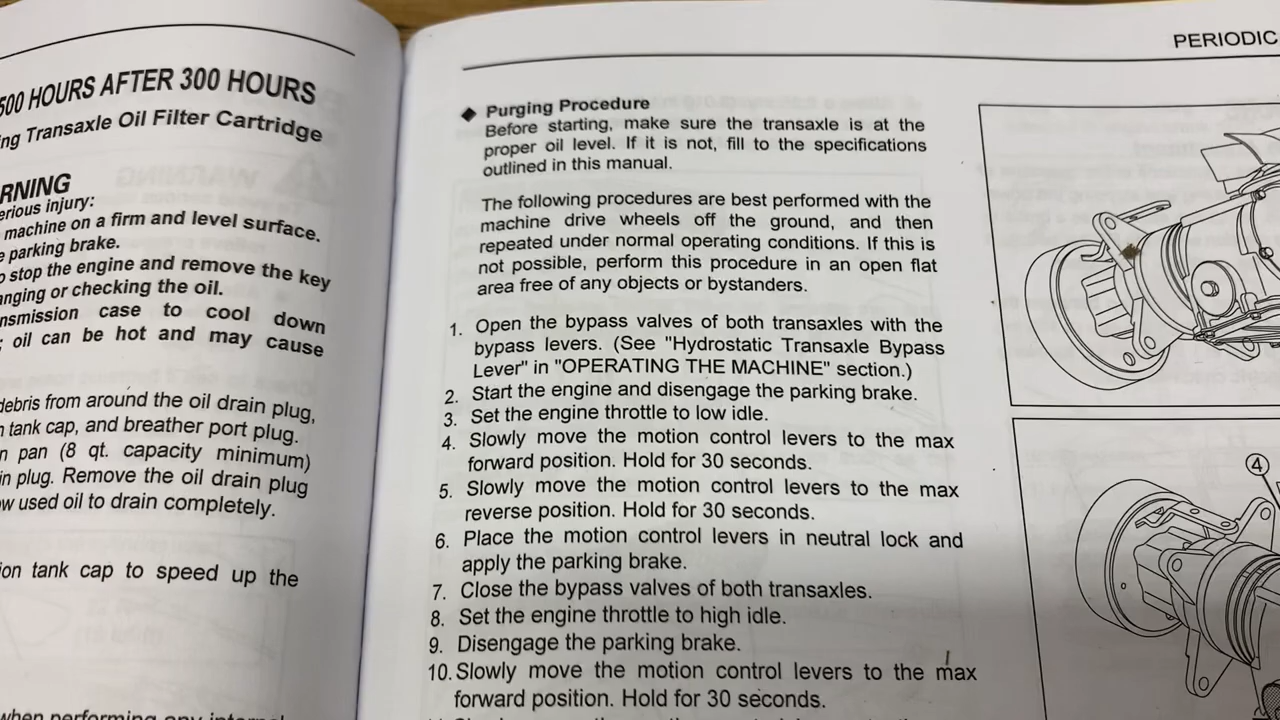 500 HOURS AFTER 300 HOURS
Transaxle Oil Filter Cartridge
injury:
machine on a firm and level surface.
parking brake.
stop the engine and remove the key
or checking the oil.
case to cool down
oil can be hot and may cause
debris from around the oil drain plug,
tank cap, and breather port plug.
pan (8 qt. capacity minimum)
plug. Remove the oil drain plug
used oil to drain completely.
tank cap to speed up the
when performing any
PERIODIC
◆ Purging Procedure
Before starting, make sure the transaxle is at the
proper oil level. If it is not, fill to the specifications
outlined in this manual.
The following procedures are best performed with the
machine drive wheels off the ground, and then
repeated under normal operating conditions. If this is
not possible, perform this procedure in an open flat
area free of any objects or bystanders.
1. Open the bypass valves of both transaxles with the
bypass levers. (See "Hydrostatic Transaxle Bypass
Lever" in "OPERATING THE MACHINE" section.)
2. Start the engine and disengage the parking brake.
3. Set the engine throttle to low idle.
4. Slowly move the motion control levers to the max
forward position. Hold for 30 seconds.
5. Slowly move the motion control levers to the max
reverse position. Hold for 30 seconds.
6. Place the motion control levers in neutral lock and
apply the parking brake.
7. Close the bypass valves of both transaxles.
8. Set the engine throttle to high idle.
9. Disengage the parking brake.
10. Slowly move the motion control levers to the max
forward position. Hold for 30 seconds.
4